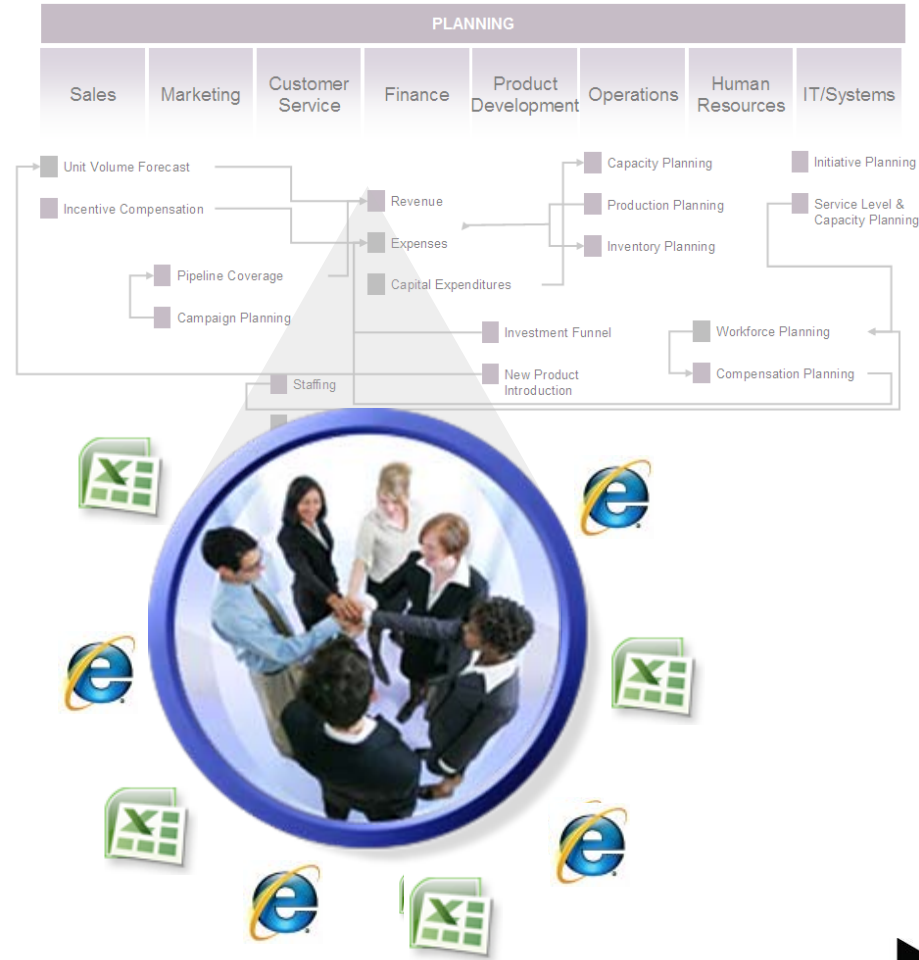 PLANNING
Sales
Marketing
Customer
Service
Finance
Product
Development
Operations
Human
Resources
IT/Systems
Unit Volume Forecast
Incentive Compensation
Pipeline Coverage
Campaign Planning
Staffing
Revenue
Expenses
Capital Expenditures
Investment Funnel
New Product
Introduction
Capacity Planning
Production Planning
Inventory Planning
Workforce Planning
Compensation Planning
Initiative Planning
Service Level &
Capacity Planning